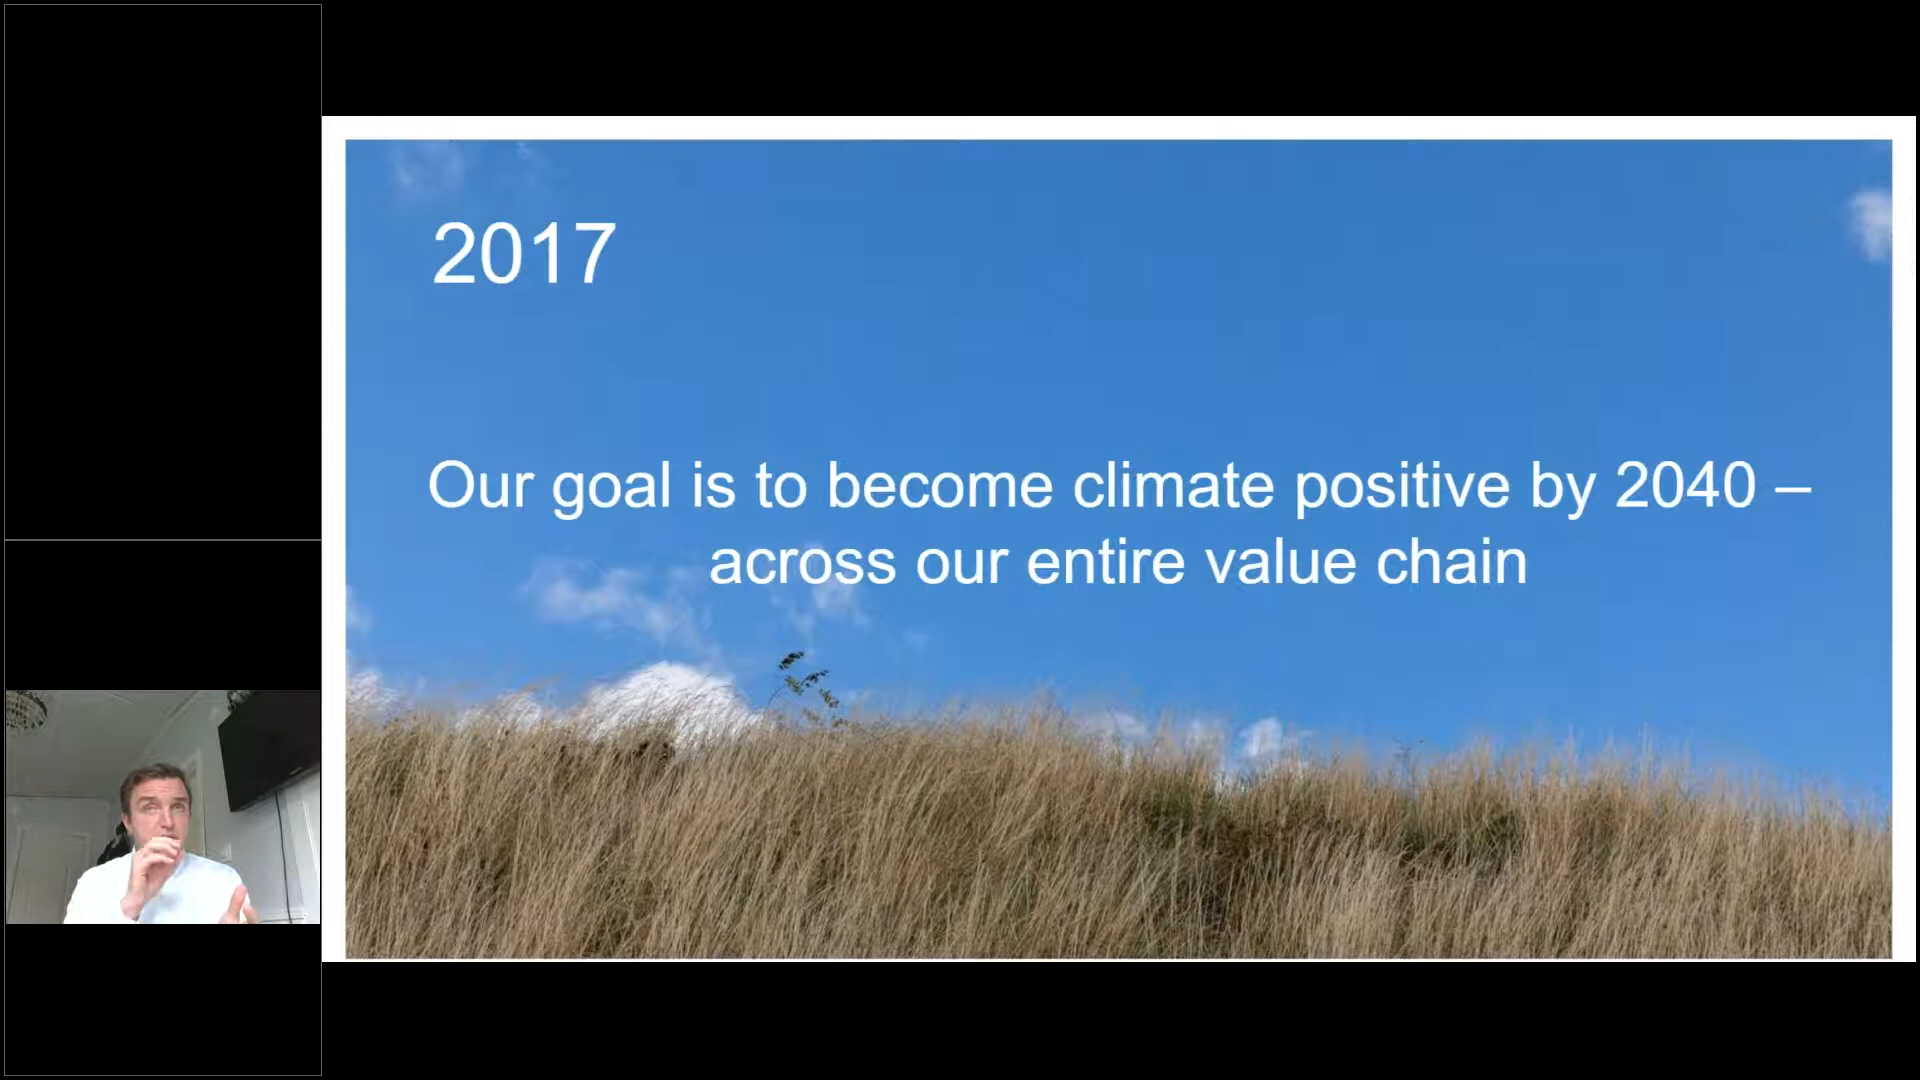 2017
Our goal is to become climate positive by 2040 –
across our entire value chain